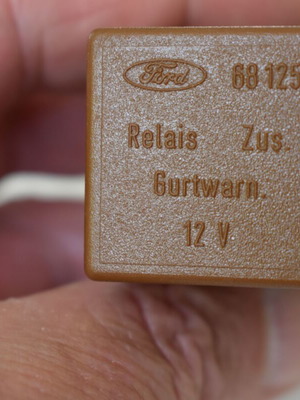 Ford 68 125
Relais Zus.
Gurtwarn.
12 V